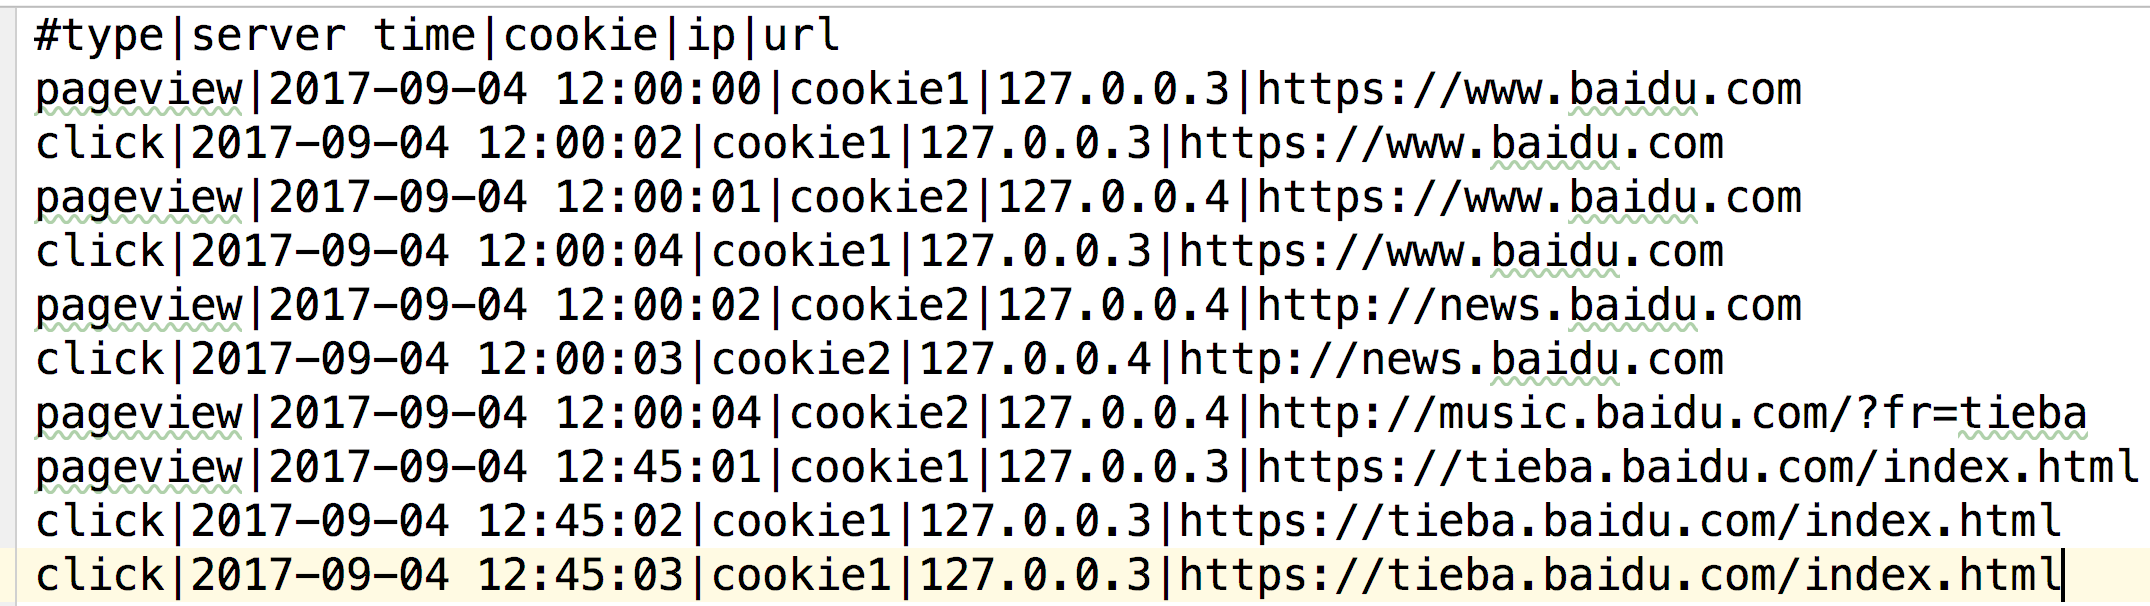 #type|server time|cookie|ip|url
pageview|2017-09-04 12:00:00|cookie1|127.0.0.3|https://www.baidu.com
click|2017-09-04 12:00:02|cookie1|127.0.0.3|https://www.baidu.com
pageview|2017-09-04 12:00:01|cookie2|127.0.0.4|https://www.baidu.com
click|2017-09-04 12:00:04|cookie1|127.0.0.3|https://www.baidu.com
pageview|2017-09-04 12:00:02|cookie2|127.0.0.4|http://news.baidu.com
click|2017-09-04 12:00:03|cookie2|127.0.0.4|http://news.baidu.com
pageview|2017-09-04 12:00:04|cookie2|127.0.0.4|http://music.baidu.com/?fr=tieba
pageview|2017-09-04 12:45:01|cookie1|127.0.0.3|https://tieba.baidu.com/index.html
click|2017-09-04 12:45:02|cookie1|127.0.0.3|https://tieba.baidu.com/index.html
click|2017-09-04 12:45:03|cookie1|127.0.0.3|https://tieba.baidu.com/index.html